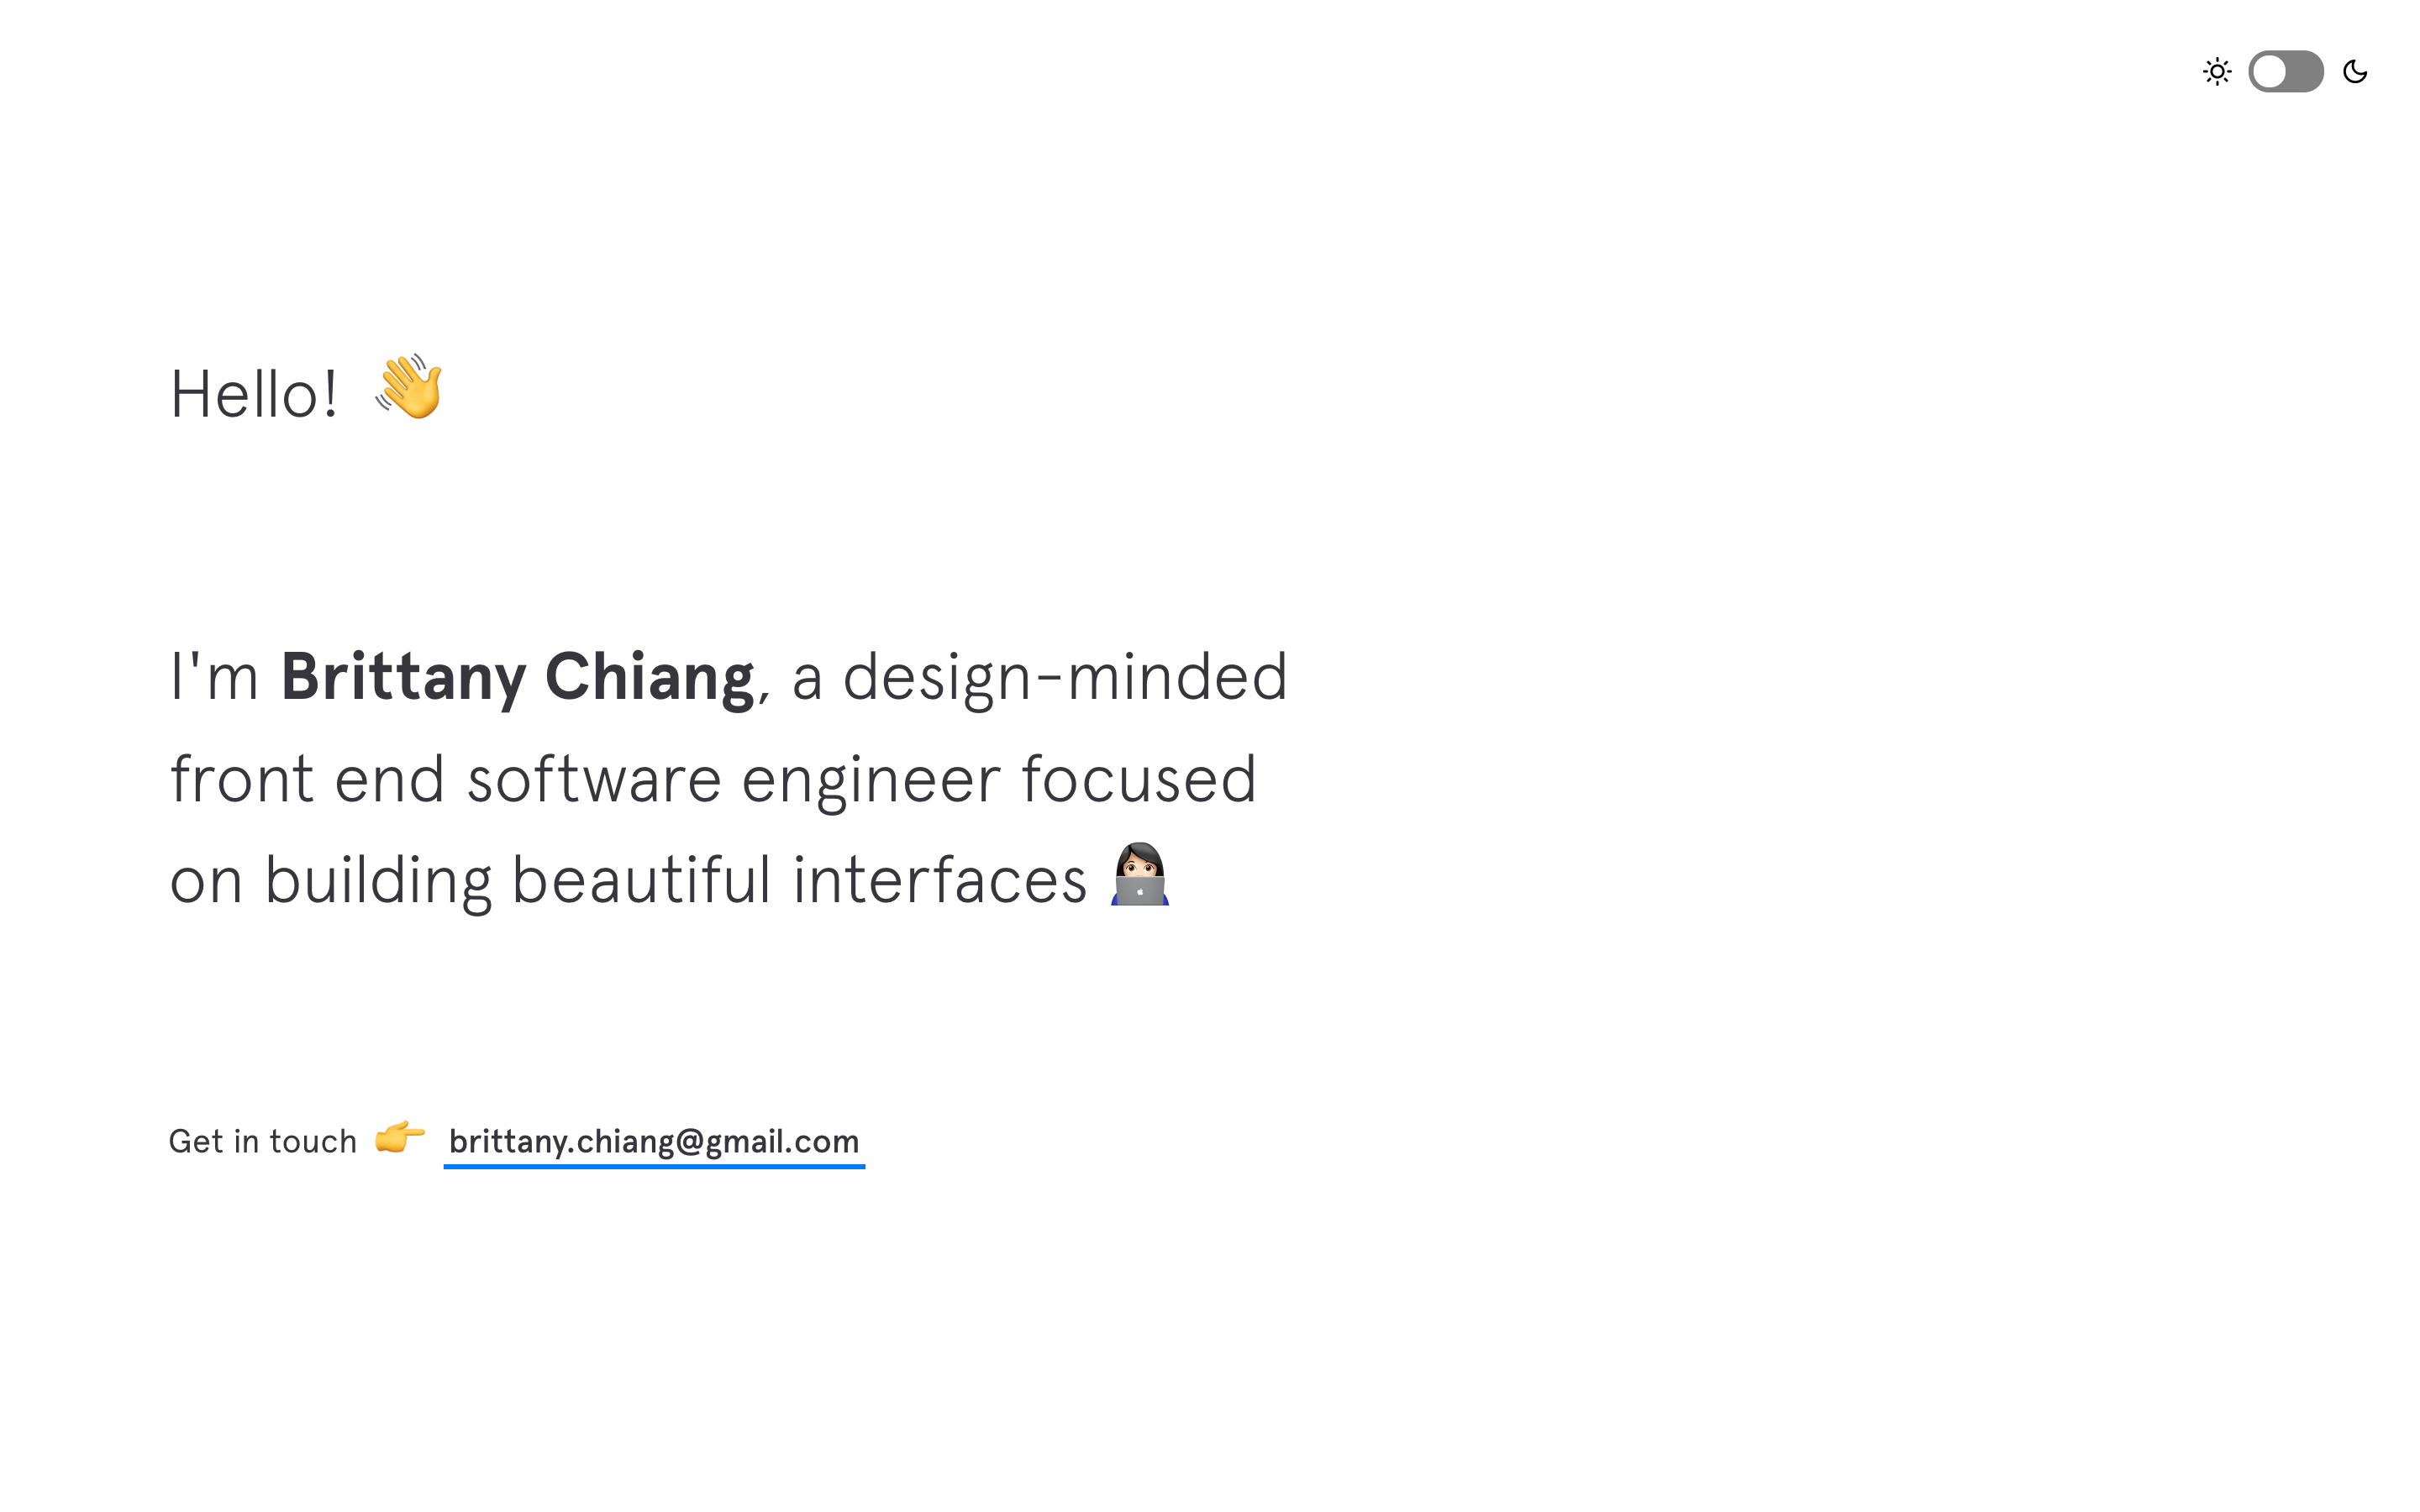 Hello! 👋
I'm Brittany Chiang, a design-minded
front end software engineer focused
on building beautiful interfaces 👩🏻‍💻
Get in touch 👉 brittany.chiang@gmail.com